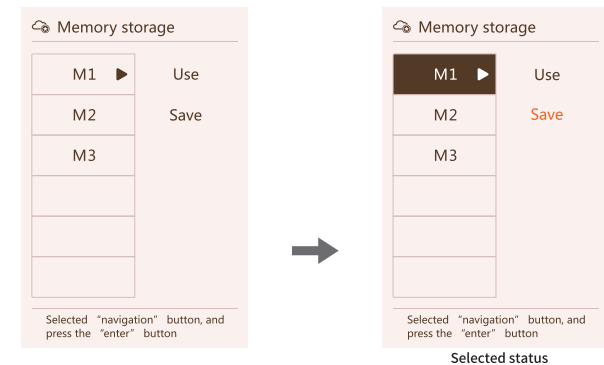 Memory storage
M1 Use
M2 Save
M3
Selected “navigation” button, and
press the “enter” button
Memory storage
M1 Use
M2 Save
M3
Selected “navigation” button, and
press the “enter” button
Selected status